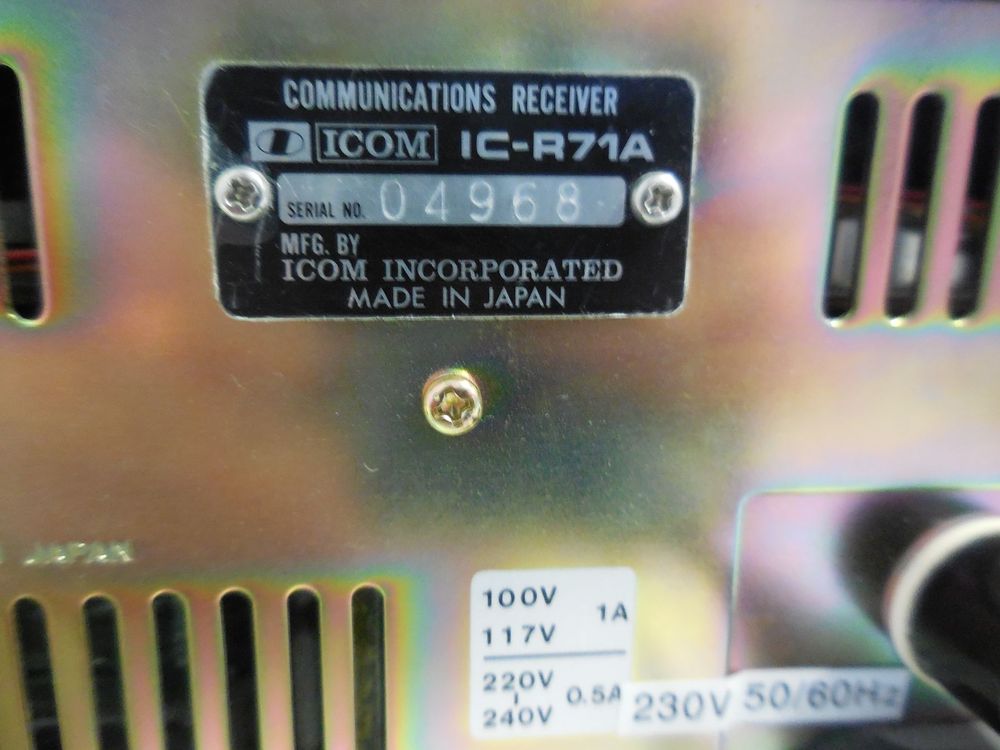 COMMUNICATIONS RECEIVER
ICOM IC-R71A
SERIAL NO. 04968
MFG. BY
ICOM INCORPORATED
MADE IN JAPAN
JAPAN
100V
117V
1A
220V
240V
0.5A
230V 50/60Hz